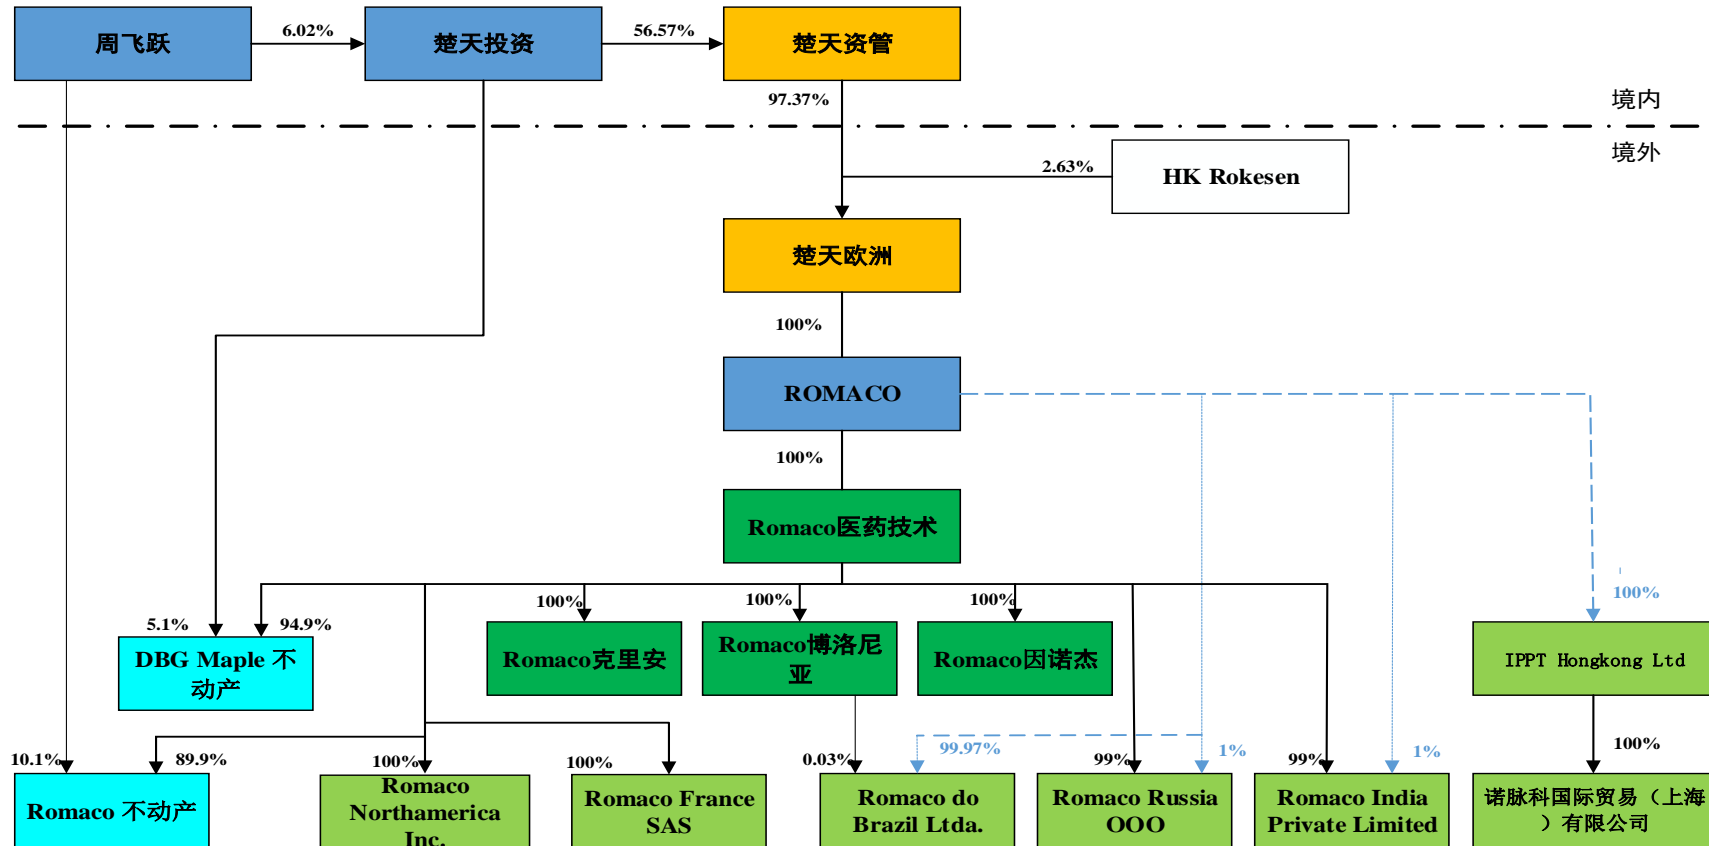 周飞跃
6.02%
楚天投资
56.57%
楚天资管
97.37%
境内
境外
2.63%
HK Rokesen
楚天欧洲
100%
ROMACO
100%
Romaco医药技术
5.1%
94.9%
100%
100%
100%
100%
DBG Maple 不
动产
Romaco克里安
Romaco博洛尼
亚
Romaco因诺杰
IPPT Hongkong Ltd
10.1%
89.9%
100%
100%
0.03%
99.97%
99%
1%
99%
1%
100%
Romaco 不动产
Romaco
Northamerica
Inc.
Romaco France
SAS
Romaco do
Brazil Ltda.
Romaco Russia
OOO
Romaco India
Private Limited
诺脉科国际贸易（上海
）有限公司